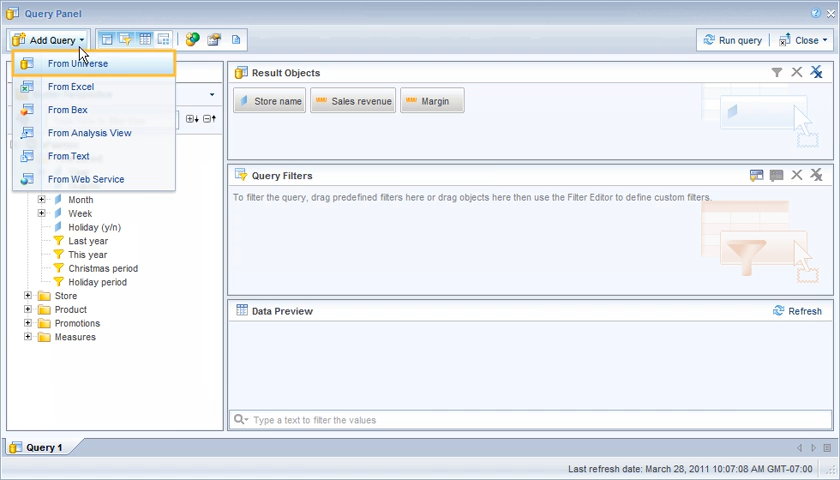 Query Panel
Add Query
Run query
Close
From Universe
From Excel
From Bex
From Analysis View
From Text
From Web Service
Month
Week
Holiday (y/n)
Last year
This year
Christmas period
Holiday period
Store
Product
Promotions
Measures
Result Objects
Store name
Sales revenue
Margin
Query Filters
To filter the query, drag predefined filters here or drag objects here then use the Filter Editor to define custom filters.
Data Preview
Refresh
Type a text to filter the values
Query 1
Last refresh date: March 28, 2011 10:07:08 AM GMT-07:00